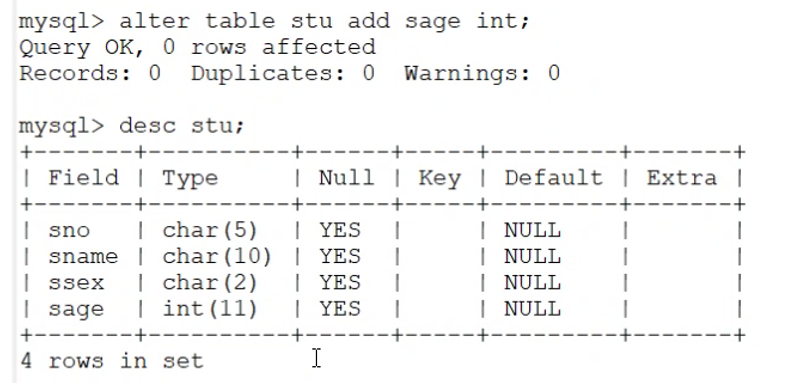 mysql> alter table stu add sage int;
Query OK, 0 rows affected
Records: 0  Duplicates: 0  Warnings: 0

mysql> desc stu;
+-------+----------+------+-----+---------+-------+
| Field | Type     | Null | Key | Default | Extra |
+-------+----------+------+-----+---------+-------+
| sno   | char(5)  | YES  |     | NULL    |       |
| sname | char(10) | YES  |     | NULL    |       |
| ssex  | char(2)  | YES  |     | NULL    |       |
| sage  | int(11)  | YES  |     | NULL    |       |
+-------+----------+------+-----+---------+-------+
4 rows in set